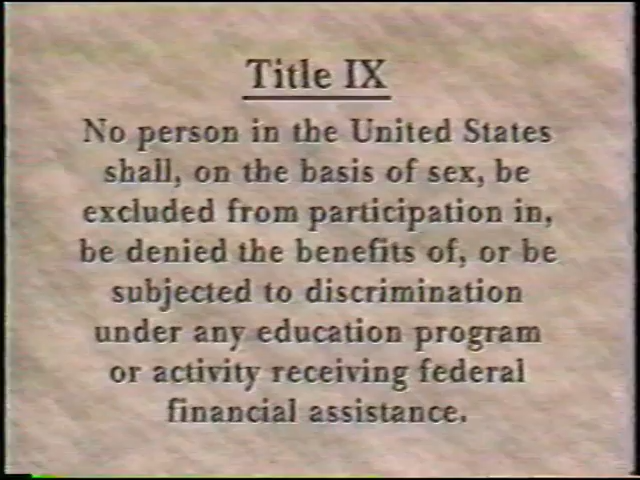 Title IX
No person in the United States
shall, on the basis of sex, be
excluded from participation in,
be denied the benefits of, or be
subjected to discrimination
under any education program
or activity receiving federal
financial assistance.